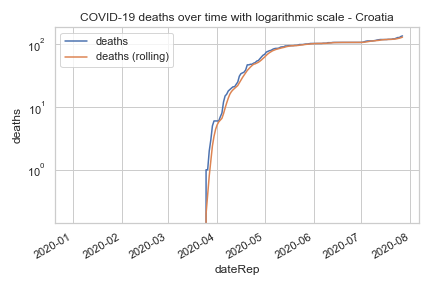 COVID-19 deaths over time with logarithmic scale - Croatia
deaths
deaths (rolling)
10²
10¹
10⁰
deaths
2020-01
2020-02
2020-03
2020-04
2020-05
2020-06
2020-07
2020-08
dateRep